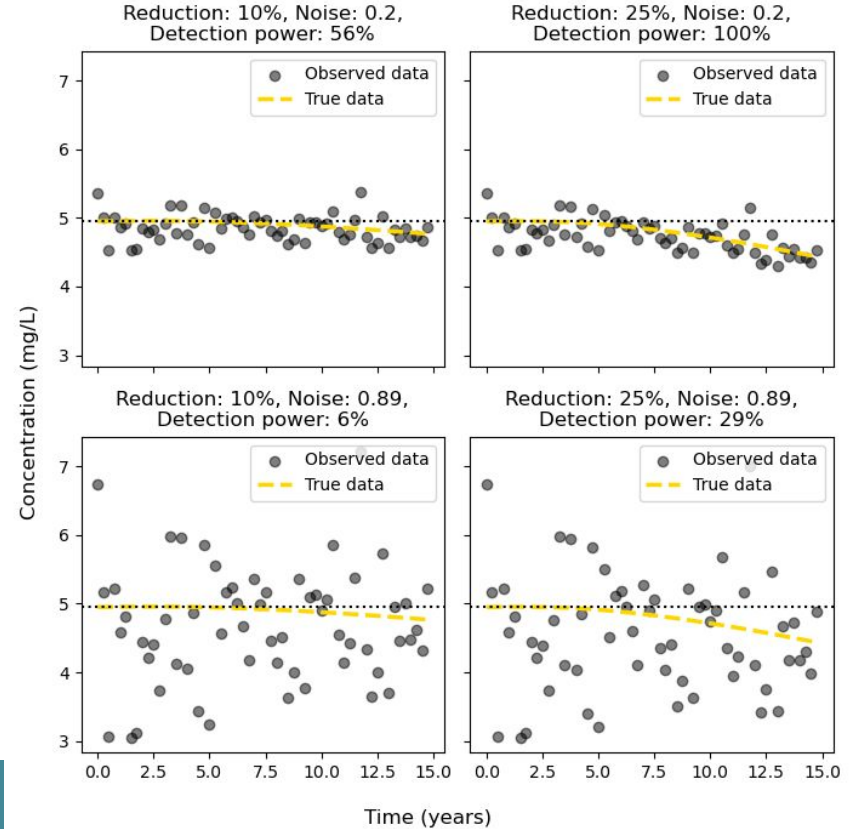 Reduction: 10%, Noise: 0.2,
Detection power: 56%
Observed data
True data
7
6
5
4
3
Reduction: 25%, Noise: 0.2,
Detection power: 100%
Observed data
True data
Concentration (mg/L)
Reduction: 10%, Noise: 0.89,
Detection power: 6%
Observed data
True data
7
6
5
4
3
0.0 2.5 5.0 7.5 10.0 12.5 15.0
Reduction: 25%, Noise: 0.89,
Detection power: 29%
Observed data
True data
0.0 2.5 5.0 7.5 10.0 12.5 15.0
Time (years)